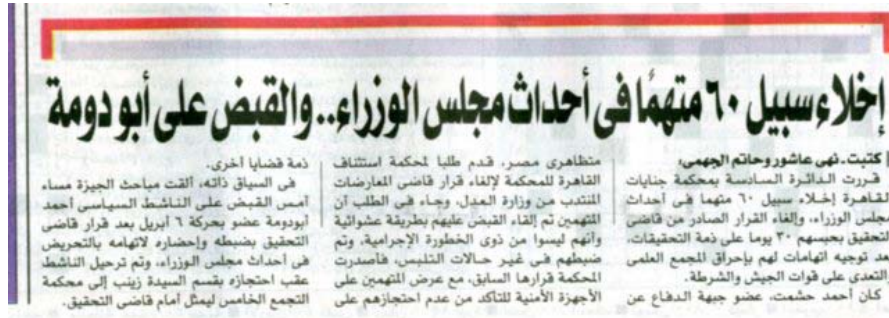 إخلاء سبيل ٦٠ متهمًا فى أحداث مجلس الوزراء.. والقبض على أبو دومة
كتبت ـ نهى عاشور وحاتم الجهمى:
قررت الدائرة السادسة بمحكمة جنايات
القاهرة إخلاء سبيل ٦٠ متهما فى أحداث
مجلس الوزراء، وإلغاء القرار الصادر من قاضى
التحقيق بحبسهم ٣٠ يوما على ذمة التحقيقات،
بعد توجيه اتهامات لهم بإحراق المجمع العلمى
التعدى على قوات الجيش والشرطة.
كان أحمد حشمت، عضو جبهة الدفاع عن
متظاهرى مصر، قدم طلبا لمحكمة استئناف
القاهرة للمحكمة لإلغاء قرار قاضى المعارضات
المنتدب من وزارة العدل، وجاء فى الطلب أن
المتهمين تم إلقاء القبض عليهم بطريقة عشوائية
وأنهم ليسوا من ذوى الخطورة الإجرامية، وتم
ضبطهم فى غير حالات التلبس، فأصدرت
المحكمة قرارها السابق، مع عرض المتهمين على
الأجهزة الأمنية للتأكد من عدم احتجازهم على
ذمة قضايا أخرى.
فى السياق ذاته، ألقت مباحث الجيزة مساء
أمس القبض على الناشط السياسى أحمد
أبودومة عضو بحركة ٦ أبريل بعد قرار قاضى
التحقيق بضبطه وإحضاره لاتهامه بالتحريض
فى أحداث مجلس الوزراء، وتم ترحيل الناشط
عقب احتجازه بقسم السيدة زينب إلى محكمة
التجمع الخامس ليمثل أمام قاضى التحقيق.